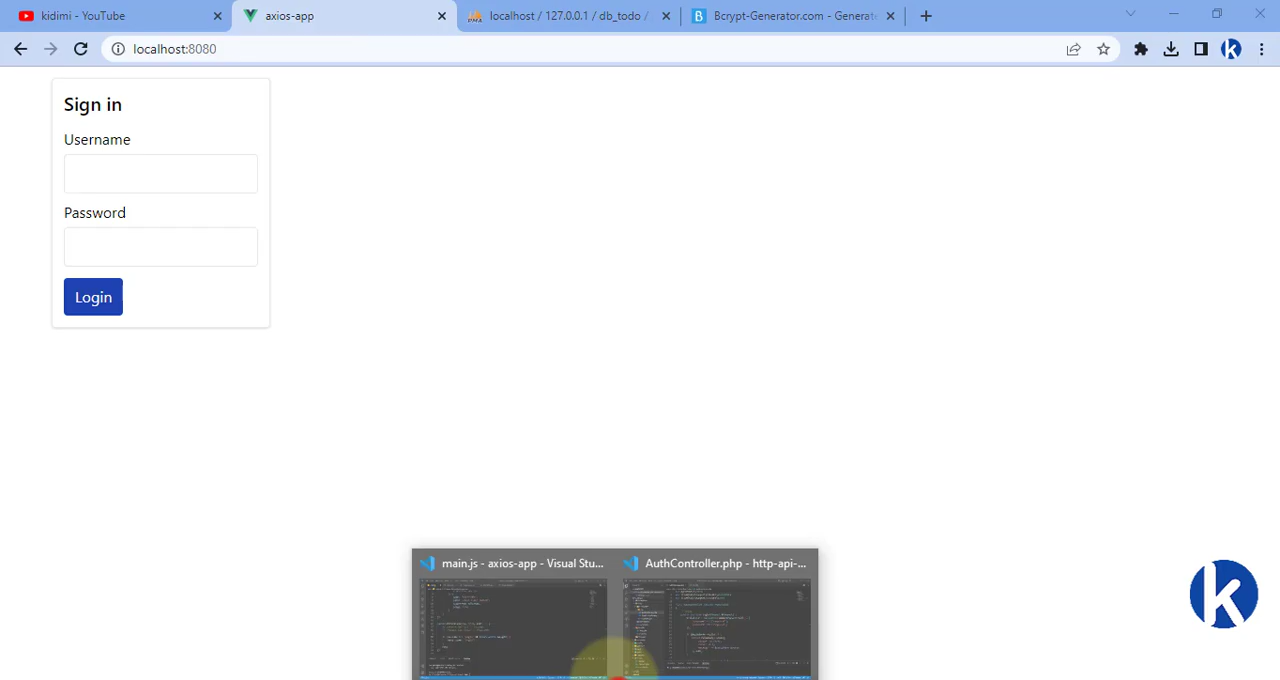 kidimi - YouTube
axios-app
localhost / 127.0.0.1 / db_todo /
Bcrypt-Generator.com - Generate
localhost:8080
Sign in
Username
Password
Login
main.js - axios-app - Visual Stu...
AuthController.php - http-api-...